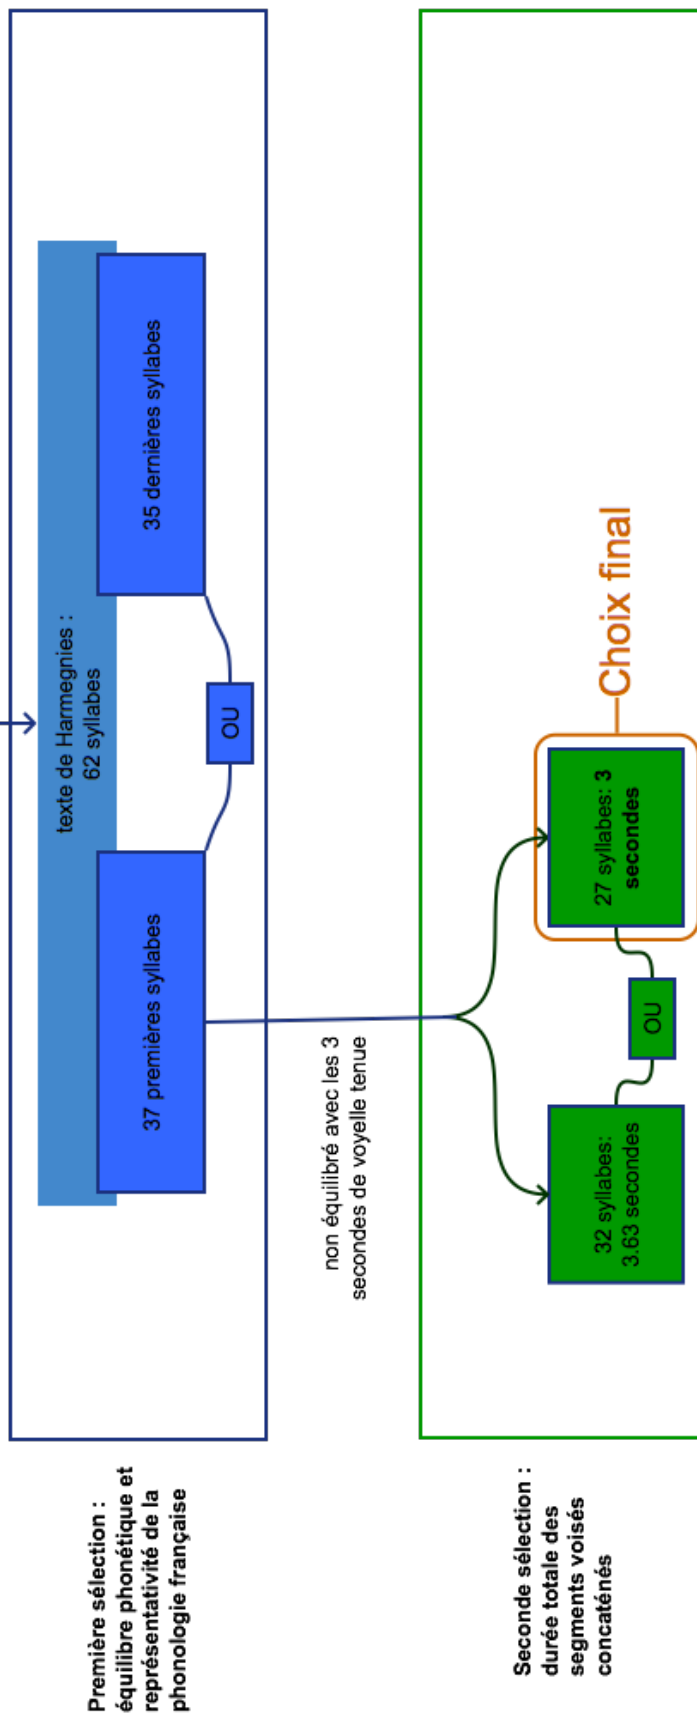 Première sélection :
équilibre phonétique et
représentativité de la
phonologie française
texte de Harmegnies :
62 syllabes
37 premières syllabes
OU
35 dernières syllabes
non équilibré avec les 3
secondes de voyelle tenue
Seconde sélection :
durée totale des
segments voisés
concaténés
32 syllabes:
3.63 secondes
OU
27 syllabes: 3
secondes
Choix final